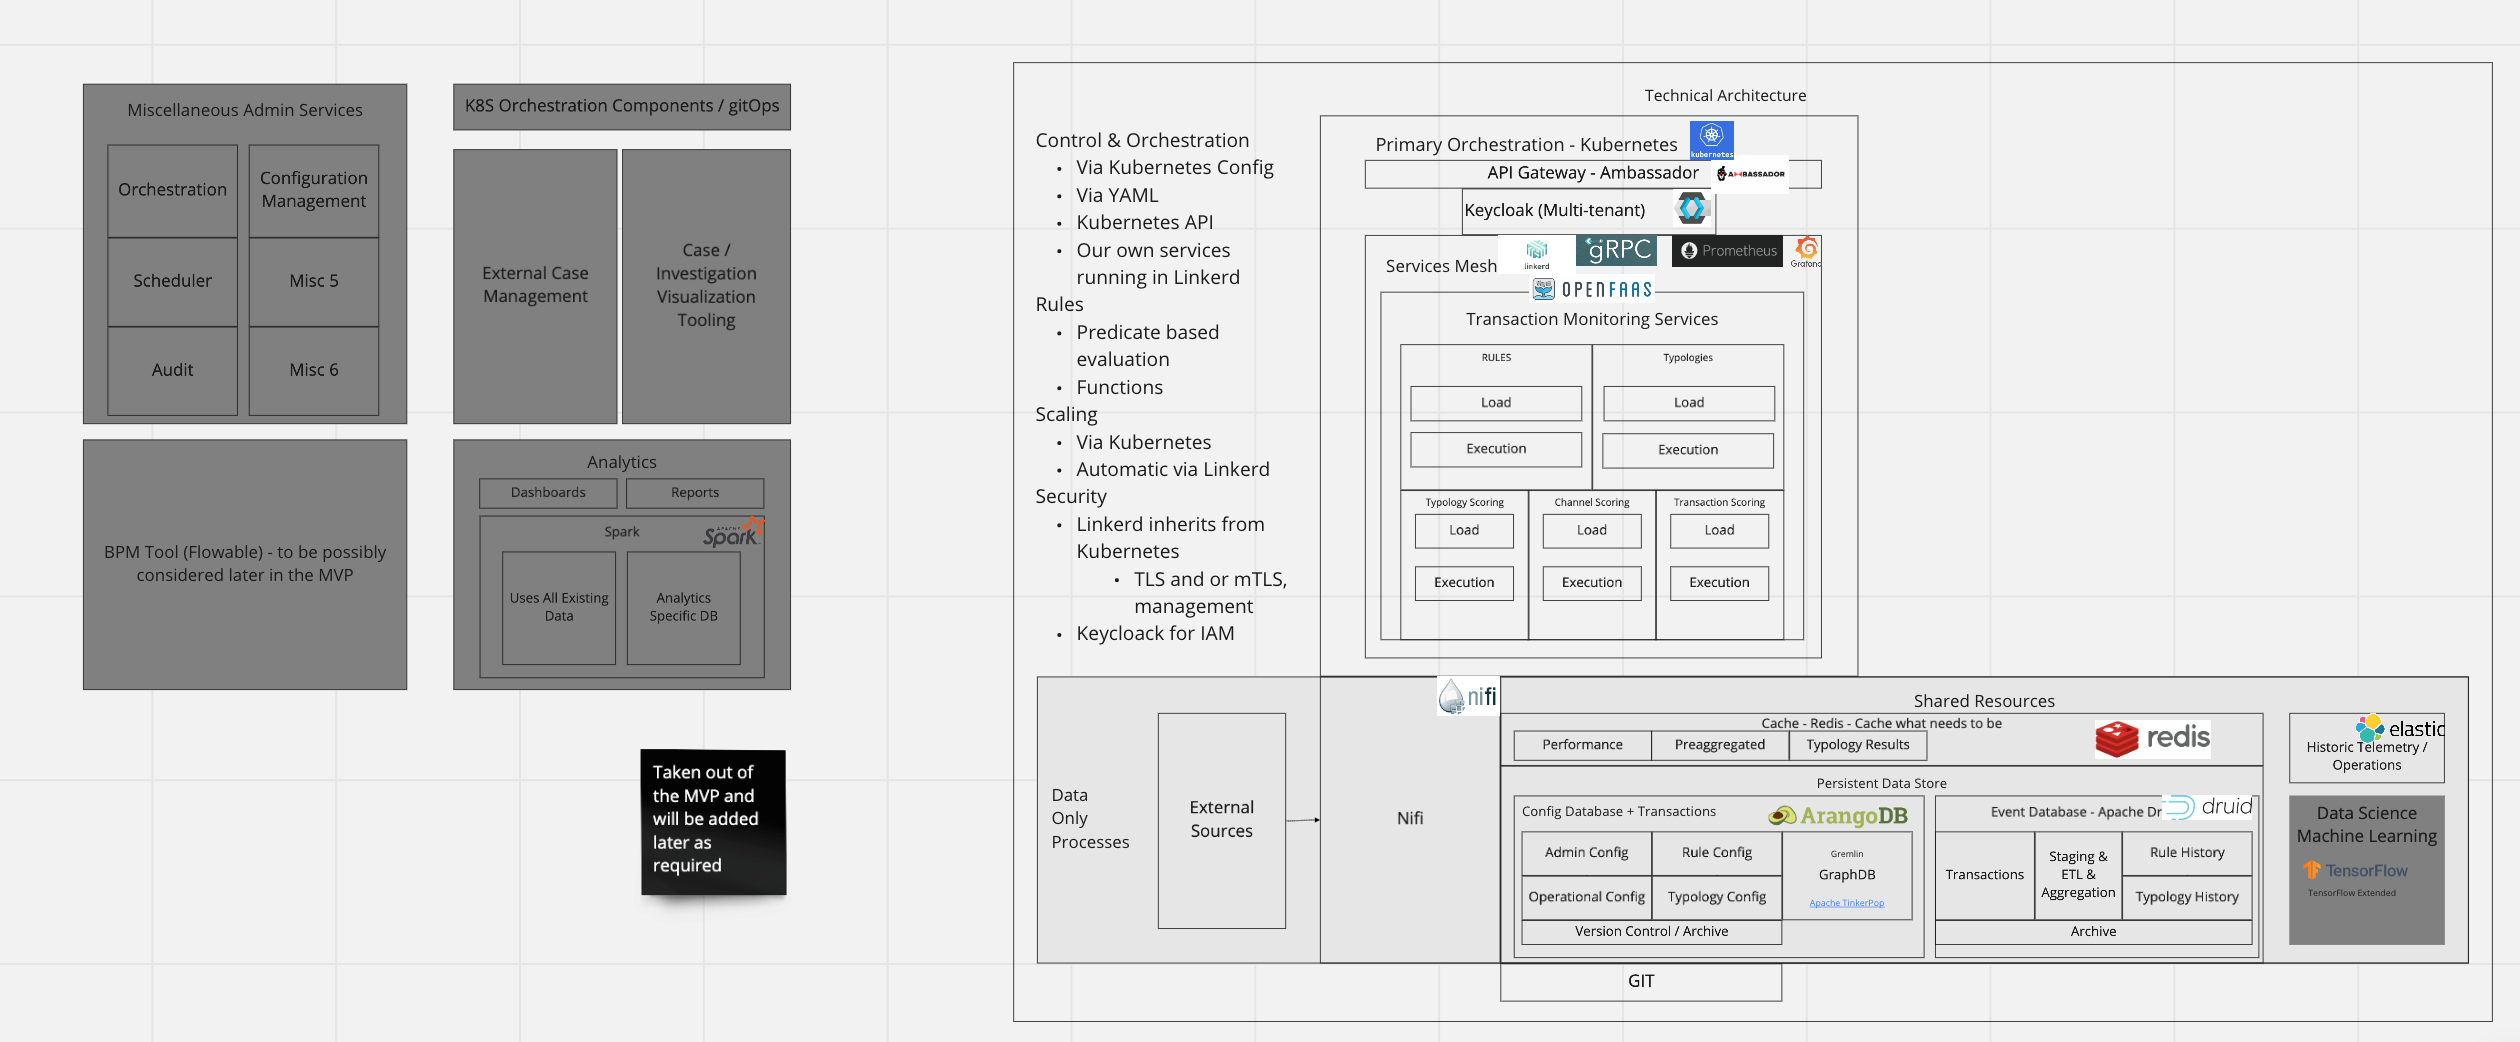 Miscellaneous Admin Services
Orchestration
Configuration
Management
Scheduler
Misc 5
Audit
Misc 6
K8S Orchestration Components / gitOps
External Case
Management
Case /
Investigation
Visualization
Tooling
BPM Tool (Flowable) - to be possibly
considered later in the MVP
Analytics
Dashboards
Reports
Spark
APACHE
Spark
Uses All Existing
Data
Analytics
Specific DB
Taken out of
the MVP and
will be added
later as
required
Technical Architecture
Control & Orchestration
• Via Kubernetes Config
• Via YAML
• Kubernetes API
• Our own services
running in Linkerd
Rules
• Predicate based
evaluation
• Functions
Scaling
• Via Kubernetes
• Automatic via Linkerd
Security
• Linkerd inherits from
Kubernetes
• TLS and or mTLS,
management
• Keycloack for IAM
Primary Orchestration - Kubernetes
kubernetes
API Gateway - Ambassador
AMBASSADOR
Keycloak (Multi-tenant)
Services Mesh
linkerd
gRPC
Prometheus
Grafana
OPENFAAS
Transaction Monitoring Services
RULES
Load
Execution
Typologies
Load
Execution
Typology Scoring
Load
Execution
Channel Scoring
Load
Execution
Transaction Scoring
Load
Execution
Data
Only
Processes
External
Sources
nifi
Nifi
Shared Resources
Cache - Redis - Cache what needs to be
Performance
Preaggregated
Typology Results
redis
Persistent Data Store
Config Database + Transactions
ArangoDB
Admin Config
Rule Config
Operational Config
Typology Config
Gremlin
GraphDB
Apache TinkerPop
Version Control / Archive
Event Database - Apache Dr
druid
Transactions
Staging &
ETL &
Aggregation
Rule History
Typology History
Archive
elastic
Historic Telemetry /
Operations
Data Science
Machine Learning
TensorFlow
TensorFlow Extended
GIT